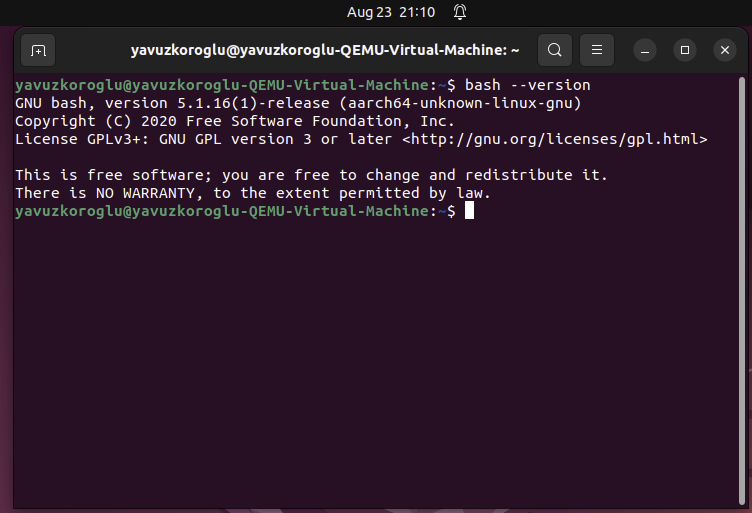 Aug 23 21:10
yavuzkoroglu@yavuzkoroglu-QEMU-Virtual-Machine: ~
yavuzkoroglu@yavuzkoroglu-QEMU-Virtual-Machine:~$ bash --version
GNU bash, version 5.1.16(1)-release (aarch64-unknown-linux-gnu)
Copyright (C) 2020 Free Software Foundation, Inc.
License GPLv3+: GNU GPL version 3 or later <http://gnu.org/licenses/gpl.html>
This is free software; you are free to change and redistribute it.
There is NO WARRANTY, to the extent permitted by law.
yavuzkoroglu@yavuzkoroglu-QEMU-Virtual-Machine:~$